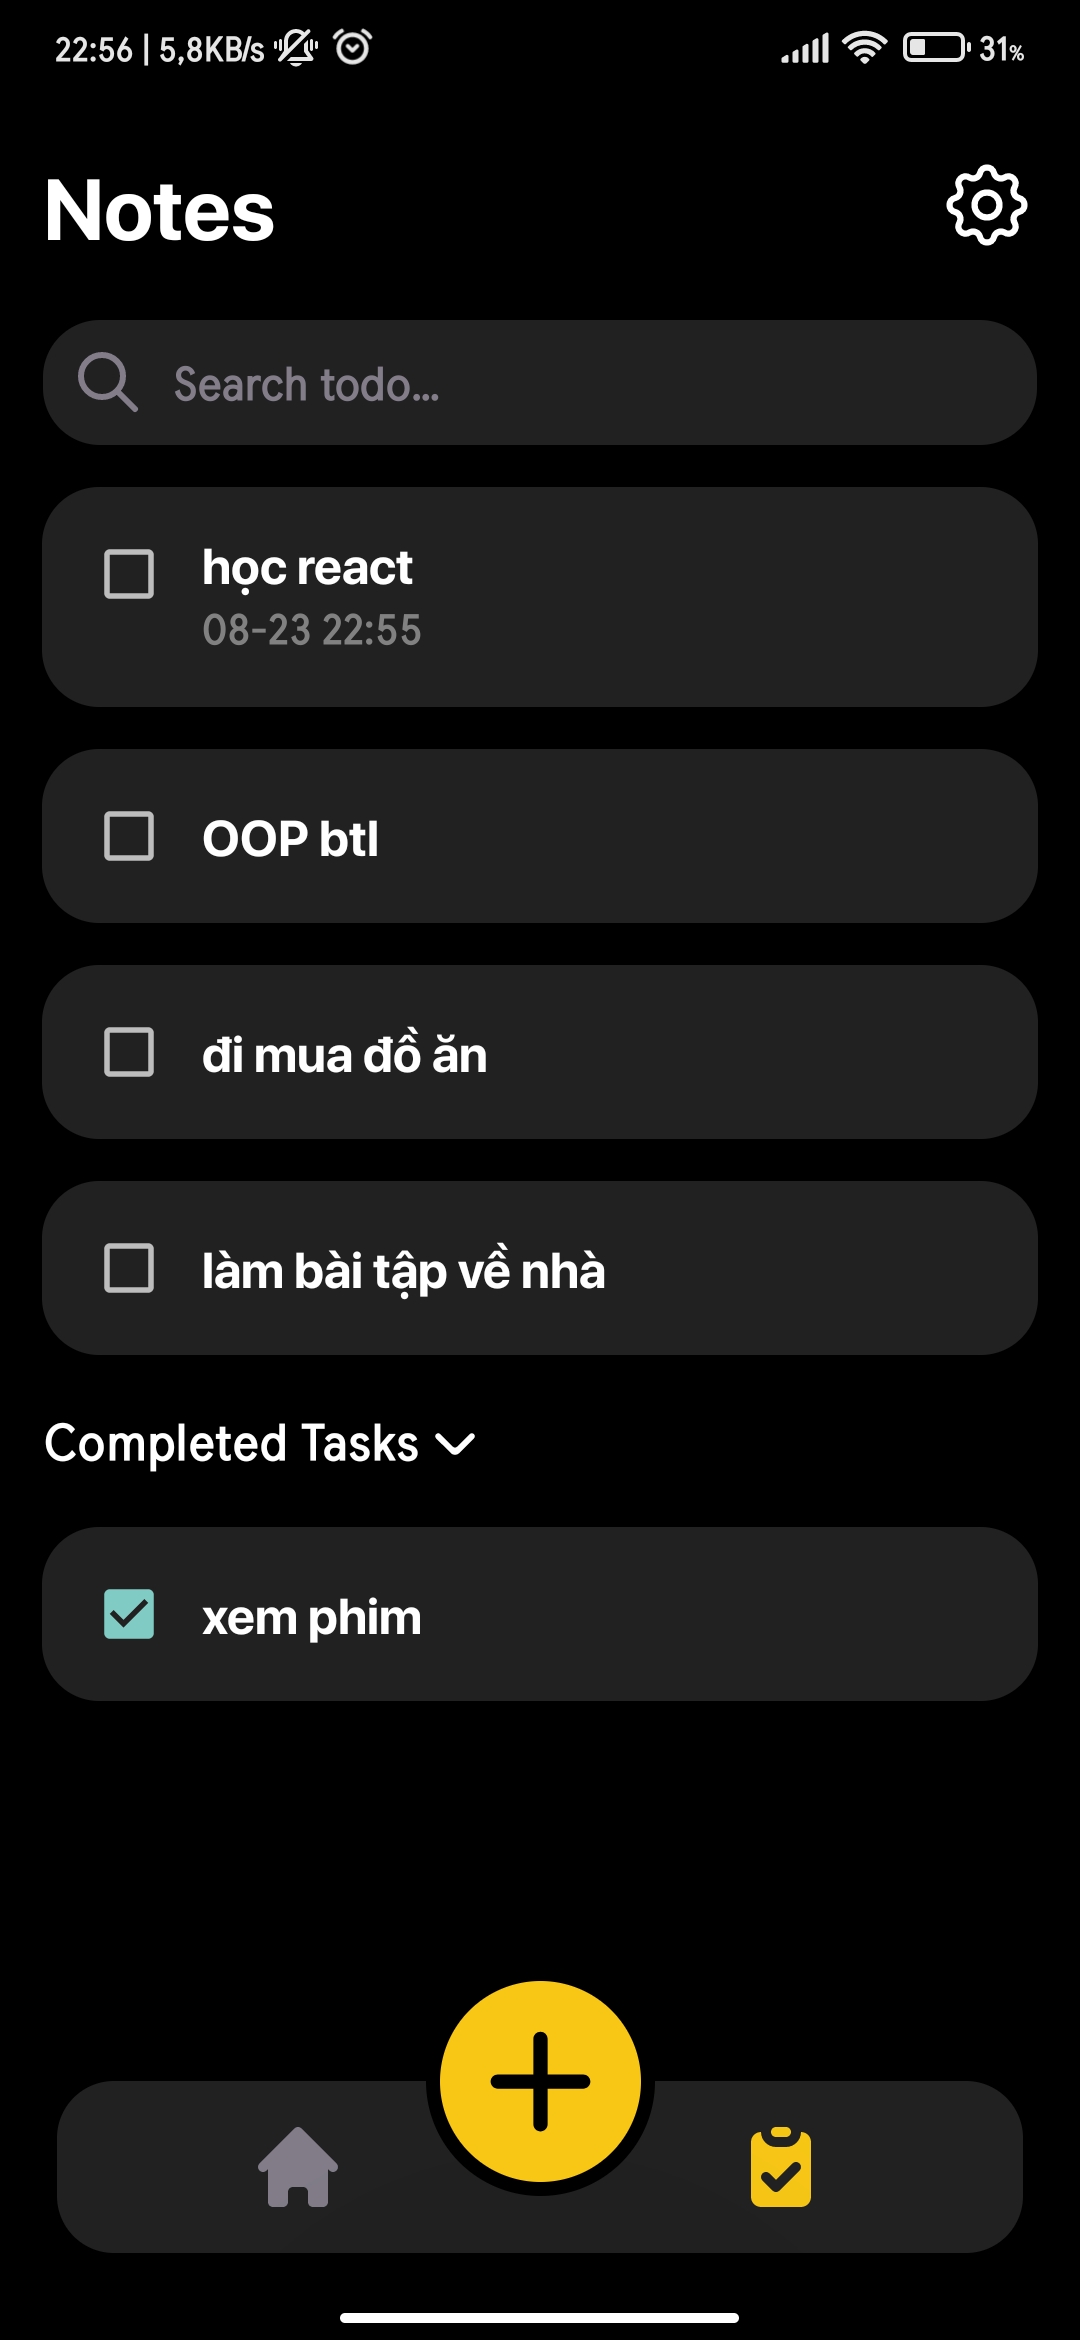 22:56 | 5,8KB/s
31%
Notes
Search todo...
học react
08-23 22:55
OOP btl
đi mua đồ ăn
làm bài tập về nhà
Completed Tasks
xem phim